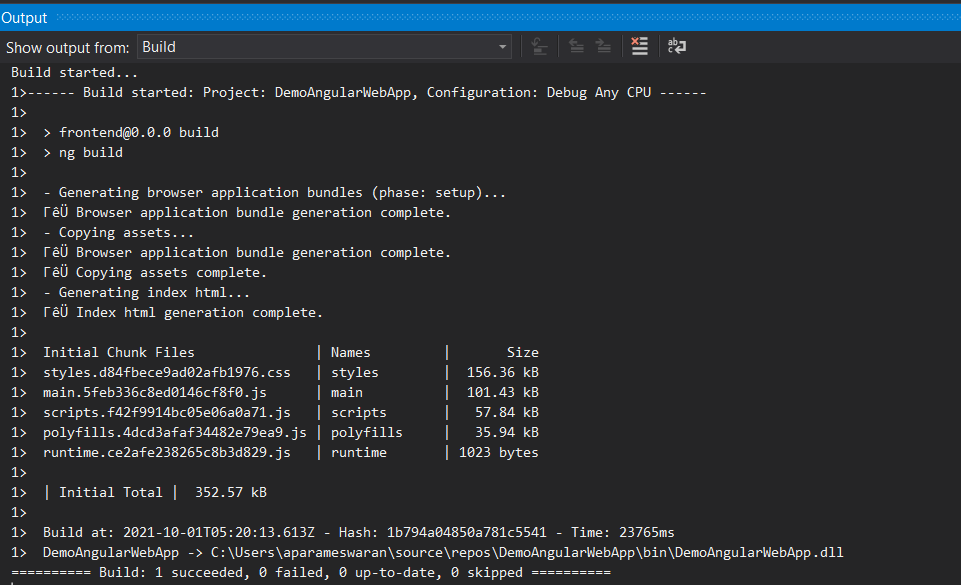 Output
Show output from: Build
Build started...
1>------ Build started: Project: DemoAngularWebApp, Configuration: Debug Any CPU ------
1>
1>  > frontend@0.0.0 build
1>  > ng build
1>
1>  - Generating browser application bundles (phase: setup)...
1>  ΓêÜ Browser application bundle generation complete.
1>  - Copying assets...
1>  ΓêÜ Browser application bundle generation complete.
1>  ΓêÜ Copying assets complete.
1>  - Generating index html...
1>  ΓêÜ Index html generation complete.
1>
1>  Initial Chunk Files               | Names         |       Size
1>  styles.d84fbece9ad02afb1976.css   | styles        |  156.36 kB
1>  main.5feb336c8ed0146cf8f0.js      | main          |  101.43 kB
1>  scripts.f42f9914bc05e06a0a71.js   | scripts       |   57.84 kB
1>  polyfills.4dcd3afaf34482e79ea9.js | polyfills     |   35.94 kB
1>  runtime.ce2afe238265c8b3d829.js   | runtime       | 1023 bytes
1>
1>  | Initial Total |  352.57 kB
1>
1>  Build at: 2021-10-01T05:20:13.613Z - Hash: 1b794a04850a781c5541 - Time: 23765ms
1>  DemoAngularWebApp -> C:\Users\aparameswaran\source\repos\DemoAngularWebApp\bin\DemoAngularWebApp.dll
========== Build: 1 succeeded, 0 failed, 0 up-to-date, 0 skipped ==========